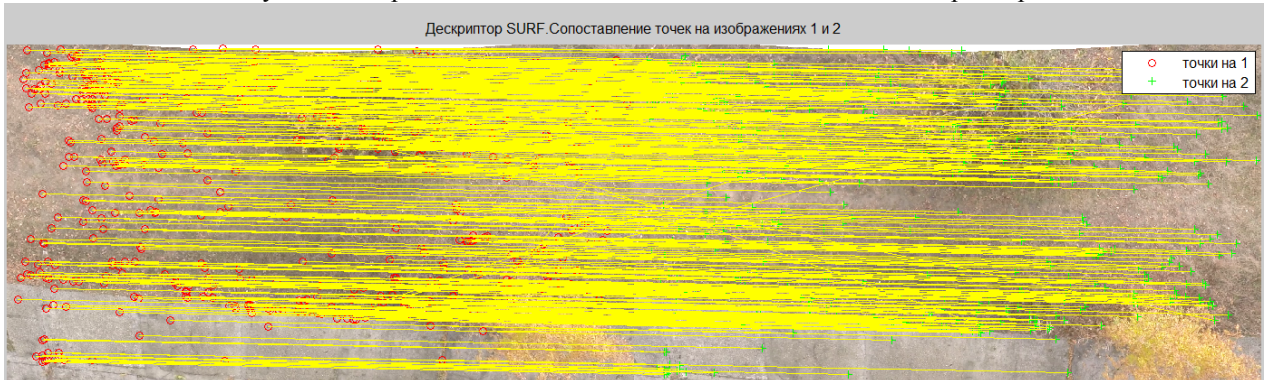 Дескриптор SURF.Сопоставление точек на изображениях 1 и 2
точки на 1
точки на 2